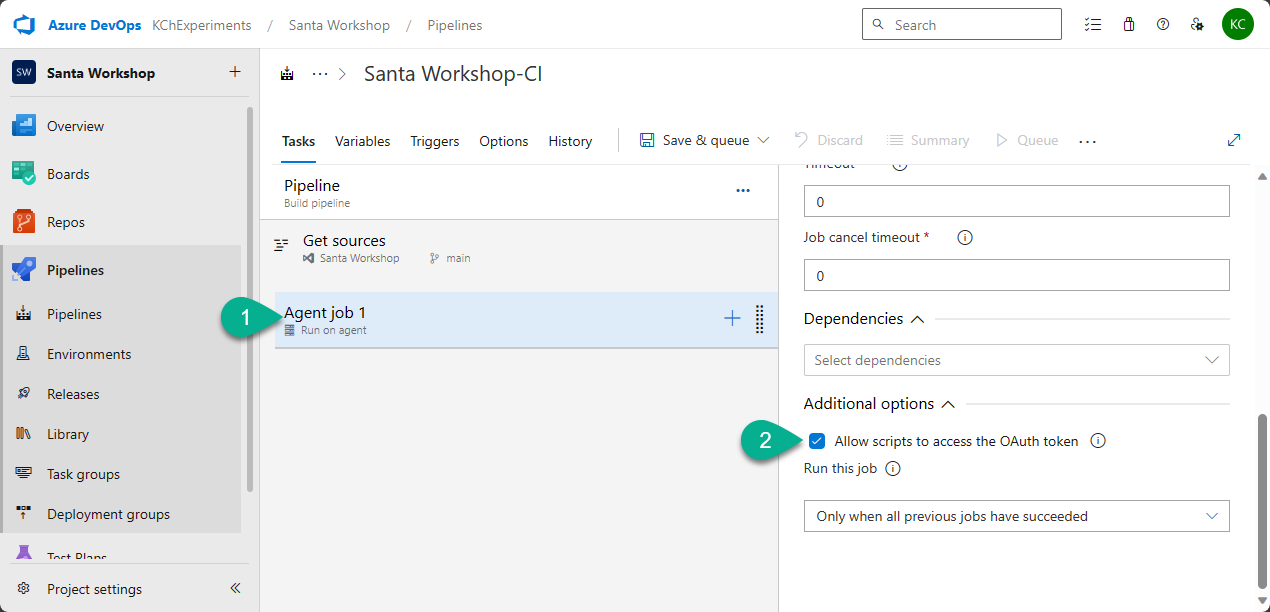 Azure DevOps KChExperiments / Santa Workshop / Pipelines
Search
KC
SW Santa Workshop
Overview
Boards
Repos
Pipelines
Pipelines
Environments
Releases
Library
Task groups
Deployment groups
Test Plans
Project settings
Santa Workshop-CI
Tasks Variables Triggers Options History Save & queue Discard Summary Queue
Pipeline
Build pipeline
Get sources
Santa Workshop main
1
Agent job 1
Run on agent
Timeout
0
Job cancel timeout *
0
Dependencies
Select dependencies
Additional options
2
Allow scripts to access the OAuth token
Run this job
Only when all previous jobs have succeeded